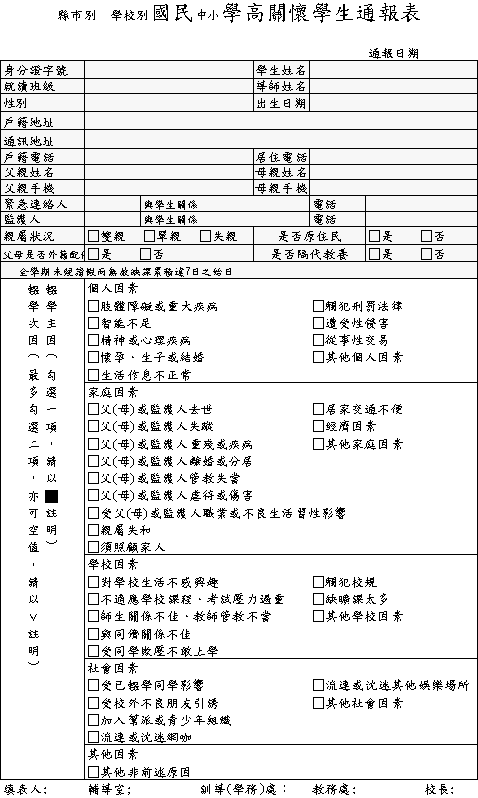 縣市別 學校別 國民中小學高關懷學生通報表
通報日期
身分證字號 學生姓名
就讀班級 導師姓名
性別 出生日期
戶籍地址
通訊地址
戶籍電話 居住電話
父親姓名 母親姓名
父親手機 母親手機
緊急連絡人 與學生關係 電話
監護人 與學生關係 電話
親屬狀況 □雙親 □單親 □失親 是否原住民 □是 □否
父母是否外籍配偶 □是 □否 是否隔代教養 □是 □否
全學期未經請假而無故缺課累積達7日之始日
輟學主因(勾選一項,請以■註明)
輟學次因(最多勾選二項,亦可空值,請以V註明)
個人因素
□肢體障礙或重大疾病 □觸犯刑罰法律
□智能不足 □遭受性侵害
□精神或心理疾病 □從事性交易
□懷孕、生子或結婚 □其他個人因素
□生活作息不正常
家庭因素
□父(母)或監護人去世 □居家交通不便
□父(母)或監護人失蹤 □經濟因素
□父(母)或監護人重殘或疾病 □其他家庭因素
□父(母)或監護人離婚或分居
□父(母)或監護人管教失當
□父(母)或監護人虐待或傷害
□受父(母)或監護人職業或不良生活習性影響
□親屬失和
□須照顧家人
學校因素
□對學校生活不感興趣 □觸犯校規
□不適應學校課程、考試壓力過重 □缺曠課太多
□師生關係不佳、教師管教不當 □其他學校因素
□與同儕關係不佳
□受同學欺壓不敢上學
社會因素
□受已輟學同學影響 □流連或沈迷其他娛樂場所
□受校外不良朋友引誘 □其他社會因素
□加入幫派或青少年組織
□流連或沈迷網咖
其他因素
□其他非前述原因
填表人: 輔導室: 訓導(學務)處: 教務處: 校長: